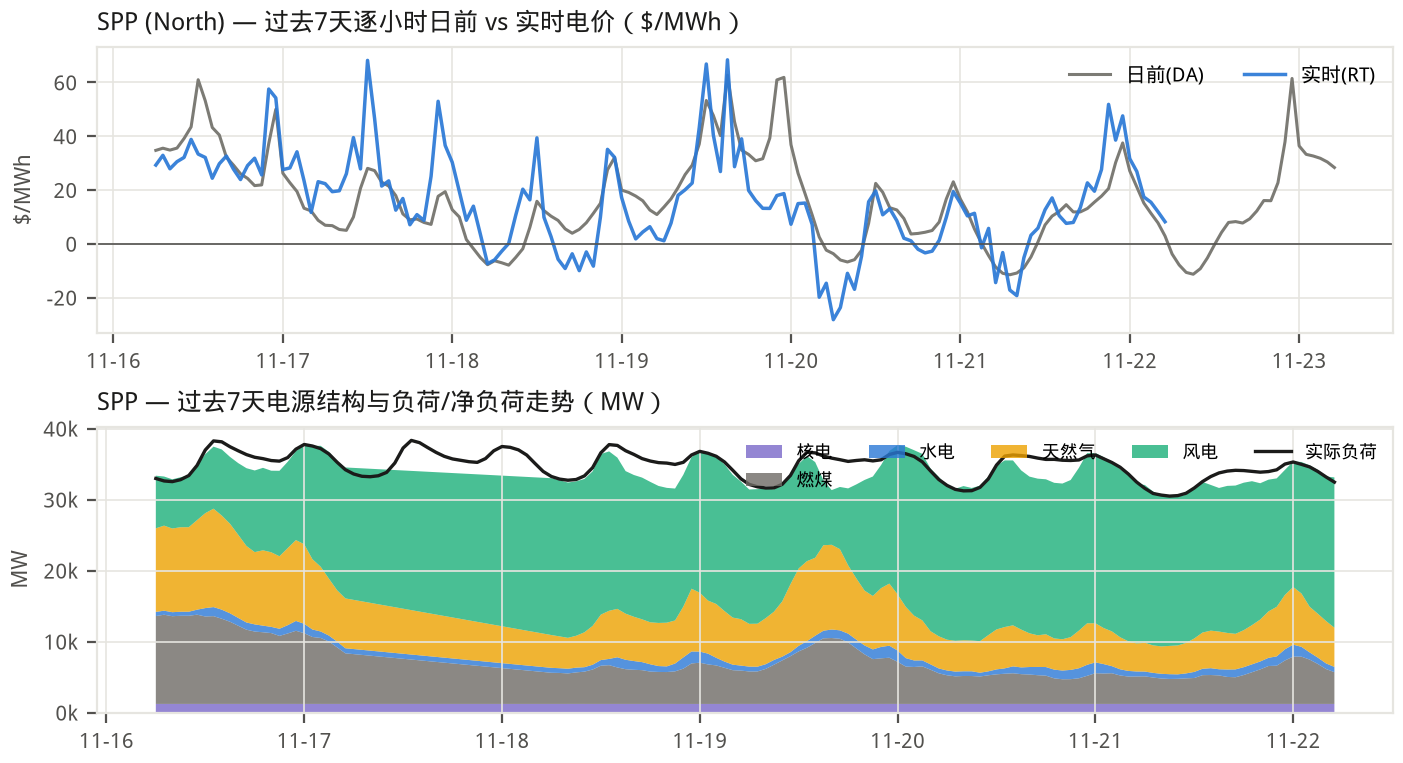 SPP (North) — 过去7天逐小时日前 vs 实时电价（$/MWh）
日前(DA) 实时(RT)
$/MWh
60
40
20
0
-20
11-16 11-17 11-18 11-19 11-20 11-21 11-22 11-23
SPP — 过去7天电源结构与负荷/净负荷走势（MW）
核电 水电 天然气 风电 实际负荷
燃煤
MW
40k
30k
20k
10k
0k
11-16 11-17 11-18 11-19 11-20 11-21 11-22